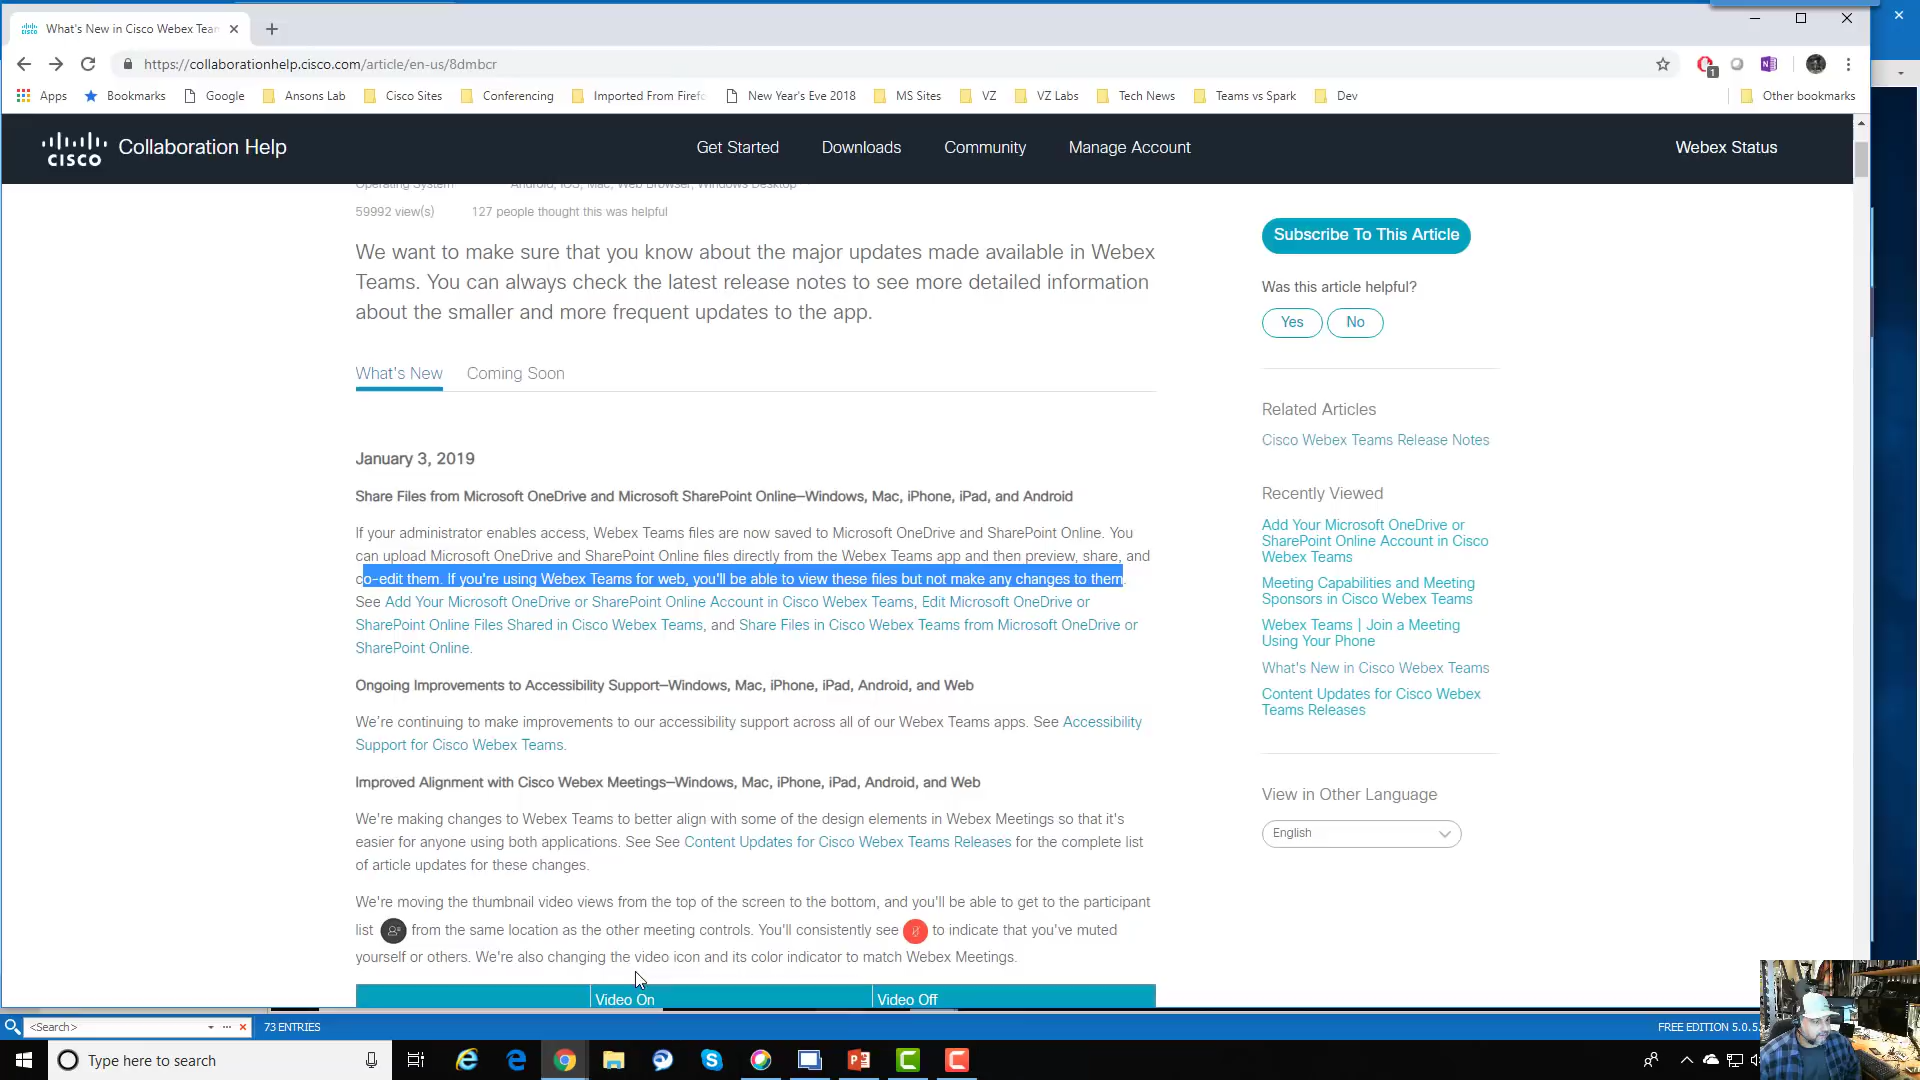 What's New in Cisco Webex Tean
https://collaborationhelp.cisco.com/article/en-us/8dmbcr
1
Apps Bookmarks Google Ansons Lab Cisco Sites Conferencing Imported From Firefo New Year's Eve 2018 MS Sites VZ VZ Labs Tech News Teams vs Spark Dev Other bookmarks
CISCO Collaboration Help Get Started Downloads Community Manage Account Webex Status
Operating System Android, iOS, Mac, Web Browser, Windows Desktop
59992 view(s) 127 people thought this was helpful
We want to make sure that you know about the major updates made available in Webex
Teams. You can always check the latest release notes to see more detailed information
about the smaller and more frequent updates to the app.
What's New Coming Soon
January 3, 2019
Share Files from Microsoft OneDrive and Microsoft SharePoint Online—Windows, Mac, iPhone, iPad, and Android
If your administrator enables access, Webex Teams files are now saved to Microsoft OneDrive and SharePoint Online. You
can upload Microsoft OneDrive and SharePoint Online files directly from the Webex Teams app and then preview, share, and
co-edit them. If you're using Webex Teams for web, you'll be able to view these files but not make any changes to them.
See Add Your Microsoft OneDrive or SharePoint Online Account in Cisco Webex Teams, Edit Microsoft OneDrive or
SharePoint Online Files Shared in Cisco Webex Teams, and Share Files in Cisco Webex Teams from Microsoft OneDrive or
SharePoint Online.
Ongoing Improvements to Accessibility Support—Windows, Mac, iPhone, iPad, Android, and Web
We're continuing to make improvements to our accessibility support across all of our Webex Teams apps. See Accessibility
Support for Cisco Webex Teams.
Improved Alignment with Cisco Webex Meetings—Windows, Mac, iPhone, iPad, Android, and Web
We're making changes to Webex Teams to better align with some of the design elements in Webex Meetings so that it's
easier for anyone using both applications. See See Content Updates for Cisco Webex Teams Releases for the complete list
of article updates for these changes.
We're moving the thumbnail video views from the top of the screen to the bottom, and you'll be able to get to the participant
list from the same location as the other meeting controls. You'll consistently see to indicate that you've muted
yourself or others. We're also changing the video icon and its color indicator to match Webex Meetings.
Video On Video Off
Subscribe To This Article
Was this article helpful?
Yes No
Related Articles
Cisco Webex Teams Release Notes
Recently Viewed
Add Your Microsoft OneDrive or
SharePoint Online Account in Cisco
Webex Teams
Meeting Capabilities and Meeting
Sponsors in Cisco Webex Teams
Webex Teams | Join a Meeting
Using Your Phone
What's New in Cisco Webex Teams
Content Updates for Cisco Webex
Teams Releases
View in Other Language
English
<Search> 73 ENTRIES FREE EDITION 5.0.5
Type here to search